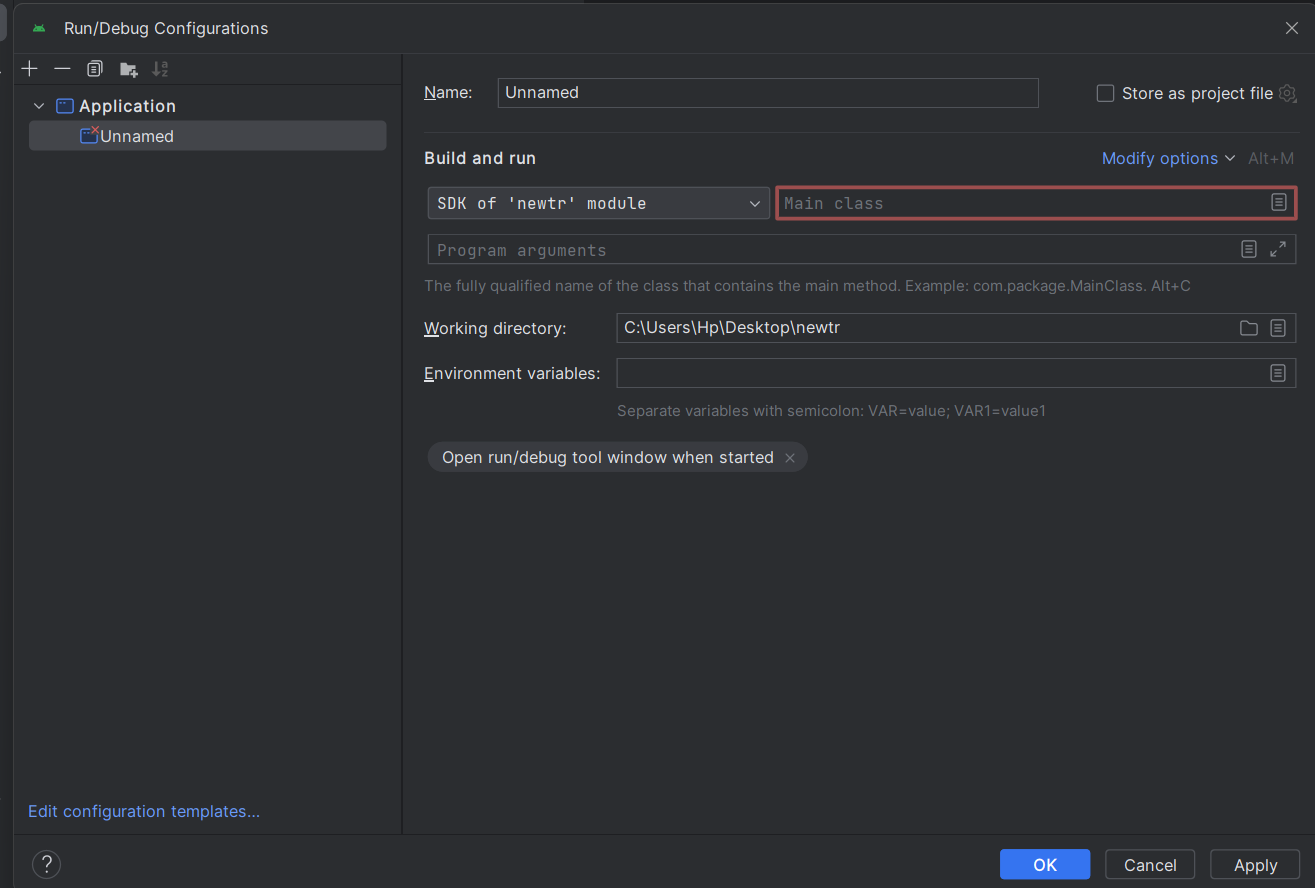 Run/Debug Configurations
Application
Unnamed
Name: Unnamed Store as project file
Build and run Modify options Alt+M
SDK of 'newtr' module Main class
Program arguments
The fully qualified name of the class that contains the main method. Example: com.package.MainClass. Alt+C
Working directory: C:\Users\Hp\Desktop\newtr
Environment variables:
Separate variables with semicolon: VAR=value; VAR1=value1
Open run/debug tool window when started
Edit configuration templates...
? OK Cancel Apply